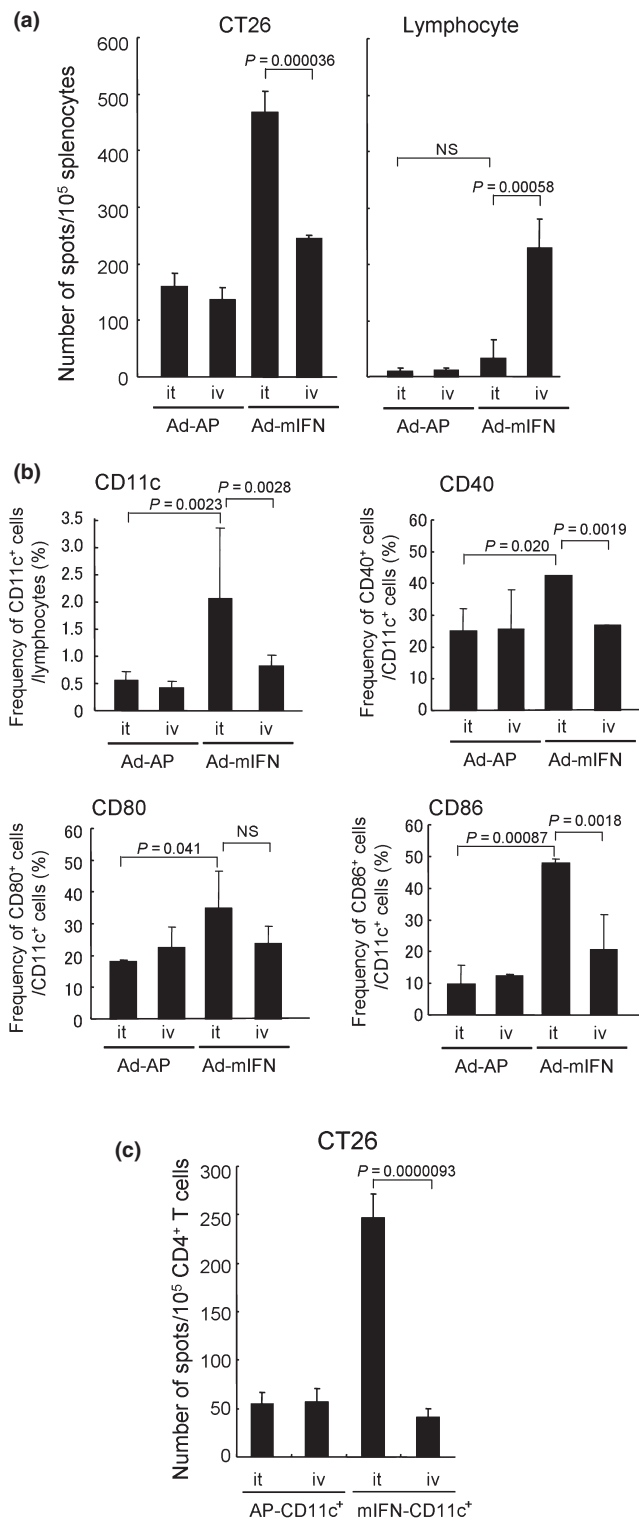 (a)
CT26
Lymphocyte
Number of spots/10⁵ splenocytes
600
500
400
300
200
100
0
P = 0.000036
NS
P = 0.00058
it
iv
it
iv
it
iv
it
iv
Ad-AP
Ad-mIFN
Ad-AP
Ad-mIFN
(b)
CD11c
Frequency of CD11c⁺ cells
/lymphocytes (%)
3.5
3.0
2.5
2.0
1.5
1.0
0.5
P = 0.0023
P = 0.0028
it
iv
it
iv
Ad-AP
Ad-mIFN
CD40
Frequency of CD40⁺ cells
/CD11c⁺ cells (%)
60
50
40
30
20
10
0
P = 0.020
P = 0.0019
it
iv
it
iv
Ad-AP
Ad-mIFN
CD80
Frequency of CD80⁺ cells
/CD11c⁺ cells (%)
60
50
40
30
20
10
0
P = 0.041
NS
it
iv
it
iv
Ad-AP
Ad-mIFN
CD86
Frequency of CD86⁺ cells
/CD11c⁺ cells (%)
60
50
40
30
20
10
0
P = 0.00087
P = 0.0018
it
iv
it
iv
Ad-AP
Ad-mIFN
(c)
CT26
Number of spots/10⁵ CD4⁺ T cells
300
250
200
150
100
50
0
P = 0.0000093
it
iv
it
iv
AP-CD11c⁺
mIFN-CD11c⁺